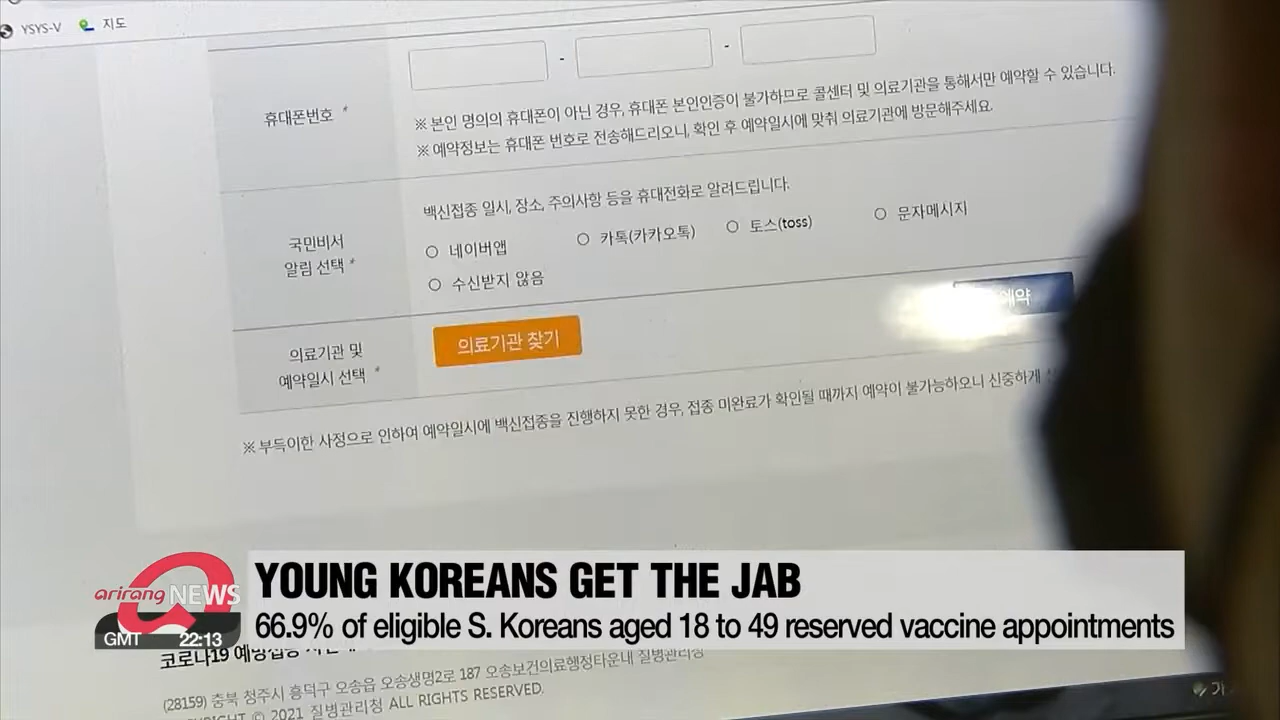 YSYS-V 지도
- -
휴대폰번호 *
※ 본인 명의의 휴대폰이 아닌 경우, 휴대폰 본인인증이 불가하므로 콜센터 및 의료기관을 통해서만 예약할 수 있습니다.
※ 예약정보는 휴대폰 번호로 전송해드리오니, 확인 후 예약일시에 맞춰 의료기관에 방문해주세요.
국민비서
알림 선택 *
백신접종 일시, 장소, 주의사항 등을 휴대전화로 알려드립니다.
네이버앱 카톡(카카오톡) 토스(toss) 문자메시지
수신받지 않음
예약
의료기관 및
예약일시 선택 *
의료기관 찾기
※ 부득이한 사정으로 인하여 예약일시에 백신접종을 진행하지 못한 경우, 접종 미완료가 확인될 때까지 예약이 불가능하오니 신중하게
arirang NEWS
GMT 22:13
YOUNG KOREANS GET THE JAB
66.9% of eligible S. Koreans aged 18 to 49 reserved vaccine appointments
코로나19 예방접종
(28159) 충북 청주시 흥덕구 오송읍 오송생명2로 187 오송보건의료행정타운내 질병관리청
© 2021 질병관리청 ALL RIGHTS RESERVED.